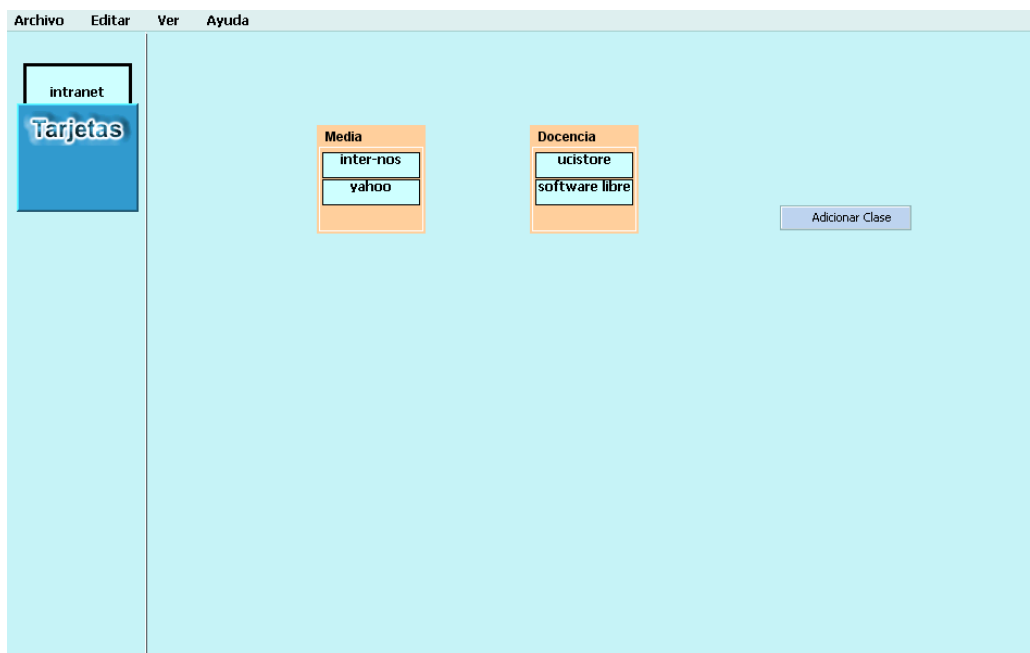 Archivo Editar Ver Ayuda
intranet
Tarjetas
Media
inter-nos
yahoo
Docencia
ucistore
software libre
Adicionar Clase